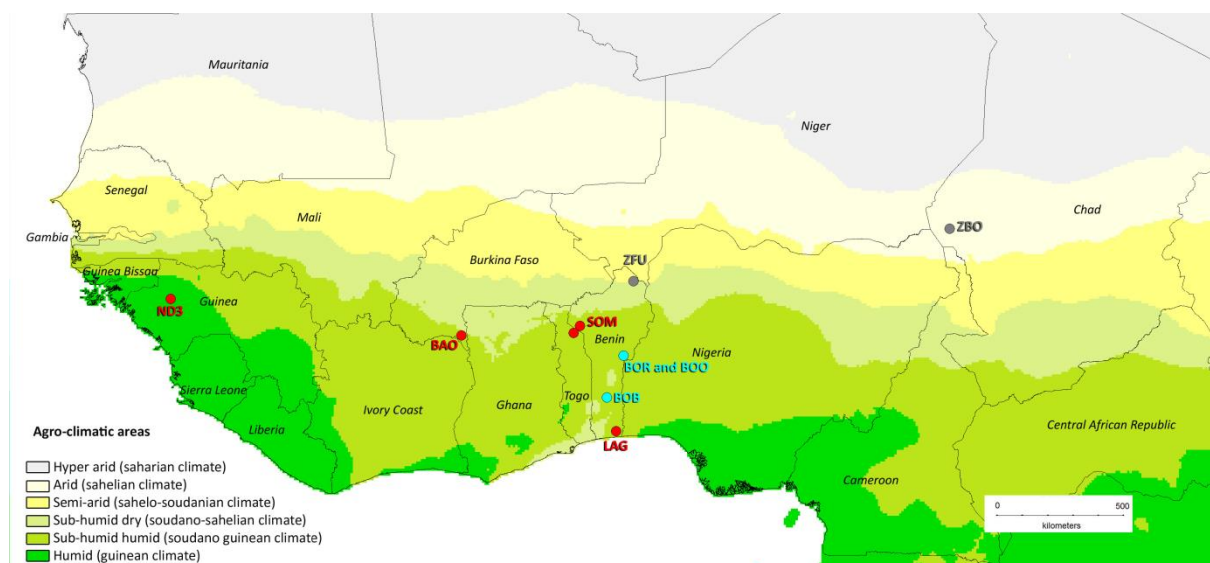 Mauritania
Niger
Senegal
Mali
Chad
ZBO
Gambia
Burkina Faso
ZFU
Guinea Bissaq
Guinea
ND3
SOM
BAO
Benin
Nigeria
BOR and BOO
Sierra Leone
Togo
BOB
Ivory Coast
Ghana
Central African Republic
Liberia
LAG
Cameroon
Agro-climatic areas
Hyper arid (saharian climate)
Arid (sahelian climate)
Semi-arid (sahelo-soudanian climate)
Sub-humid dry (soudano-sahelian climate)
Sub-humid humid (soudano guinean climate)
Humid (guinean climate)
0 500
kilometers